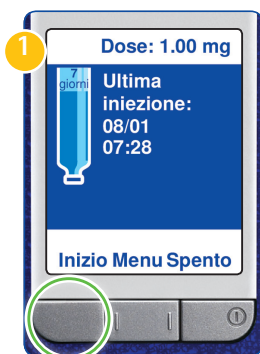 1
Dose: 1.00 mg
7
giorni
Ultima
iniezione:
08/01
07:28
Inizio Menu Spento